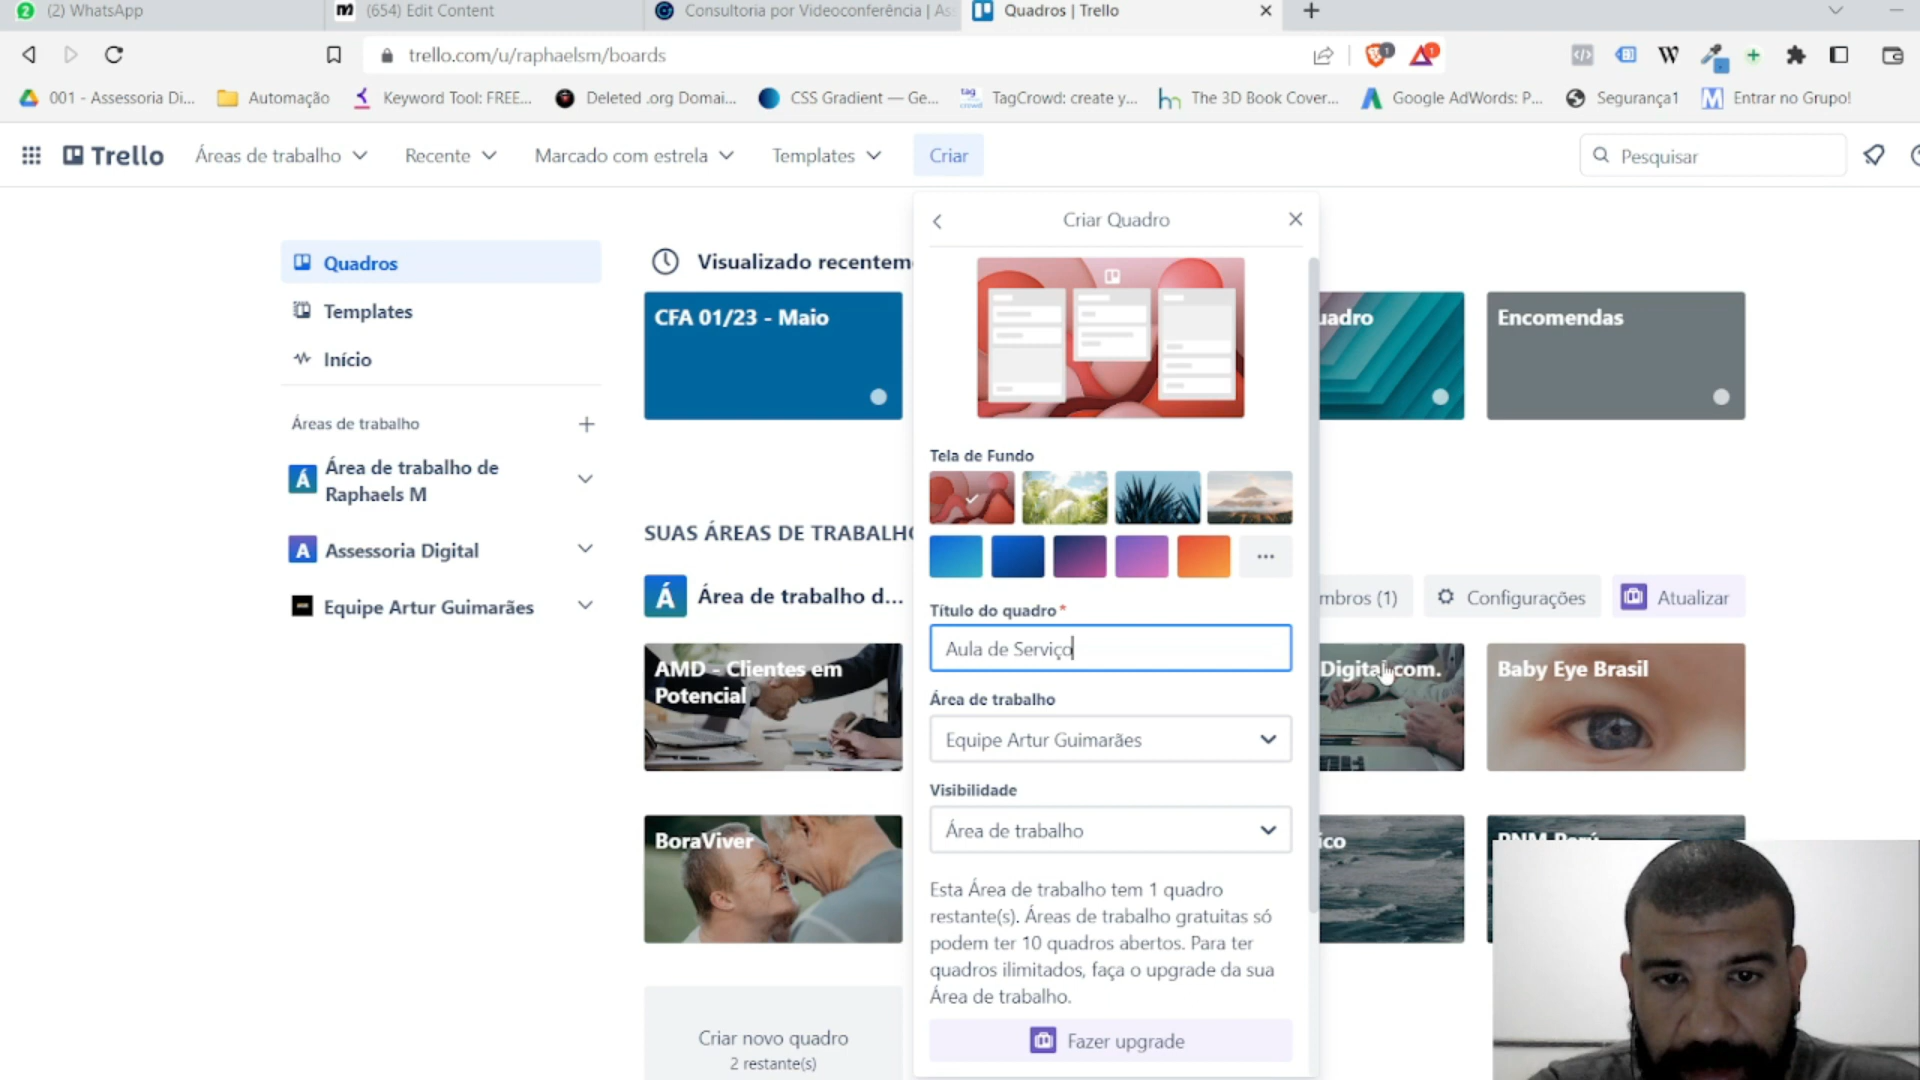 (2) WhatsApp
(654) Edit Content
Consultoria por Videoconferência | As
Quadros | Trello
trello.com/u/raphaelsm/boards
001 - Assessoria Di...
Automação
Keyword Tool: FREE...
Deleted .org Domai...
CSS Gradient — Ge...
TagCrowd: create y...
The 3D Book Cover...
Google AdWords: P...
Segurança1
Entrar no Grupo!
Trello
Áreas de trabalho
Recente
Marcado com estrela
Templates
Criar
Pesquisar
Quadros
Templates
Início
Áreas de trabalho
Á
Área de trabalho de
Raphaels M
A
Assessoria Digital
Equipe Artur Guimarães
Visualizado recentem
CFA 01/23 - Maio
uadro
Encomendas
SUAS ÁREAS DE TRABALHO
Á
Área de trabalho d...
mbros (1)
Configurações
Atualizar
AMD - Clientes em
Potencial
Digital.com.
Baby Eye Brasil
BoraViver
ico
PNM Perú
Criar novo quadro
2 restante(s)
Criar Quadro
Tela de Fundo
Título do quadro*
Aula de Serviço
Área de trabalho
Equipe Artur Guimarães
Visibilidade
Área de trabalho
Esta Área de trabalho tem 1 quadro
restante(s). Áreas de trabalho gratuitas só
podem ter 10 quadros abertos. Para ter
quadros ilimitados, faça o upgrade da sua
Área de trabalho.
Fazer upgrade